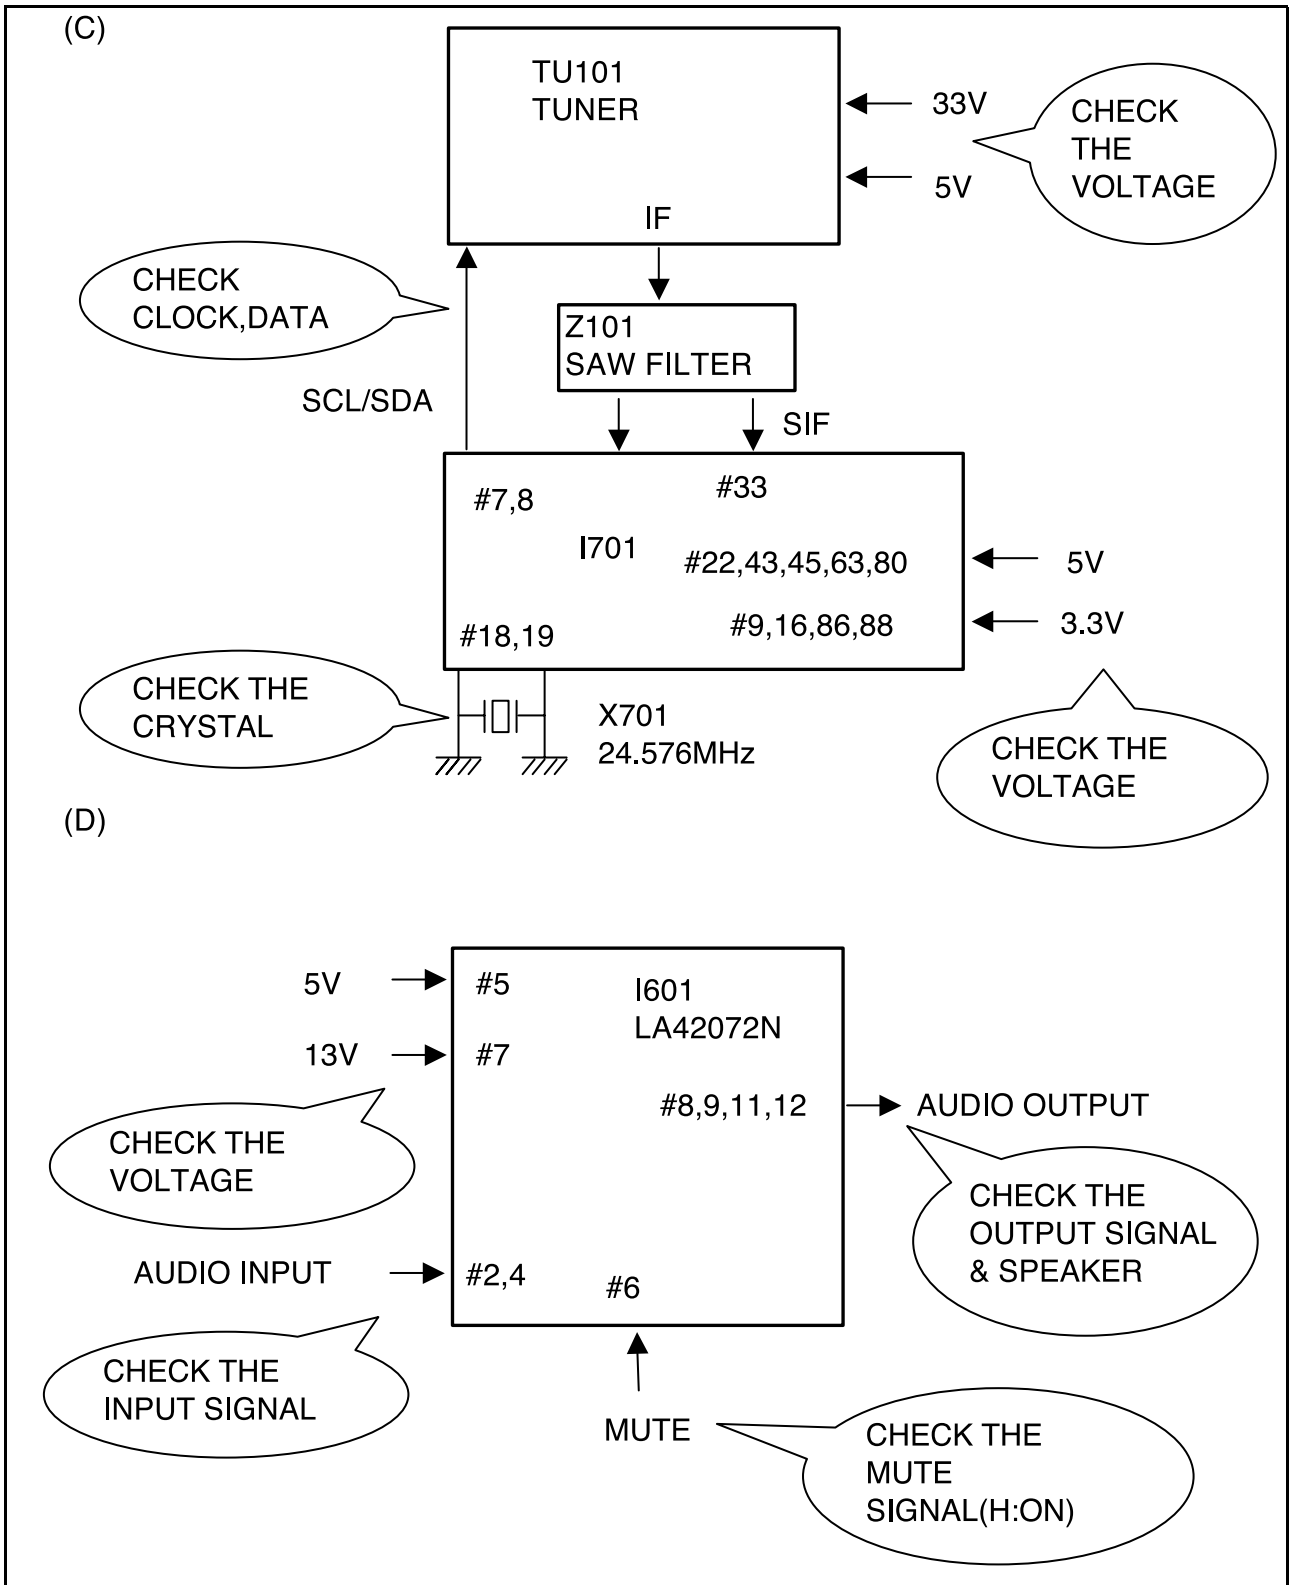 (C)
TU101
TUNER
33V
5V
CHECK
THE
VOLTAGE
IF
CHECK
CLOCK,DATA
Z101
SAW FILTER
SCL/SDA
SIF
#7,8
#33
I701
#22,43,45,63,80
5V
#9,16,86,88
3.3V
#18,19
CHECK THE
CRYSTAL
X701
24.576MHz
CHECK THE
VOLTAGE
(D)
5V
#5
I601
LA42072N
13V
#7
#8,9,11,12
AUDIO OUTPUT
CHECK THE
VOLTAGE
CHECK THE
OUTPUT SIGNAL
& SPEAKER
AUDIO INPUT
#2,4
#6
CHECK THE
INPUT SIGNAL
MUTE
CHECK THE
MUTE
SIGNAL(H:ON)